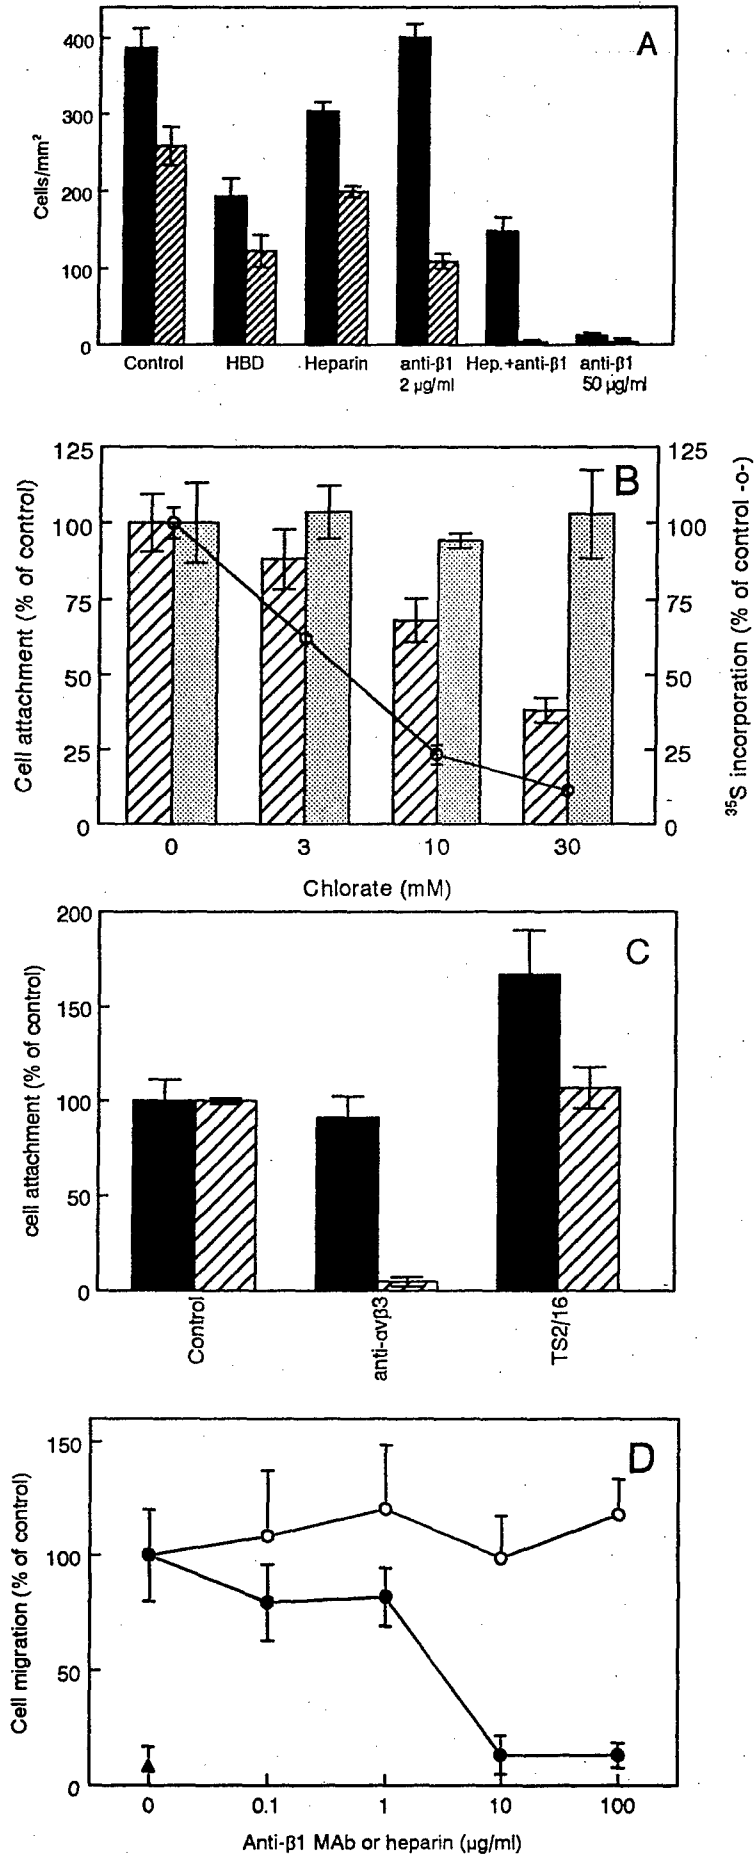 A
400
300
200
100
0
Cells/mm²
Control HBD Heparin anti-β1 2 µg/ml Hep.+anti-β1 anti-β1 50 µg/ml
B
125 125
100 100
75 75
50 50
25 25
0 0
Cell attachment (% of control)
³⁵S incorporation (% of control -o-)
0 3 10 30
Chlorate (mM)
C
200
150
100
50
0
cell attachment (% of control)
Control anti-αvβ3 TS2/16
D
150
100
50
0
Cell migration (% of control)
0 0.1 1 10 100
Anti-β1 MAb or heparin (µg/ml)